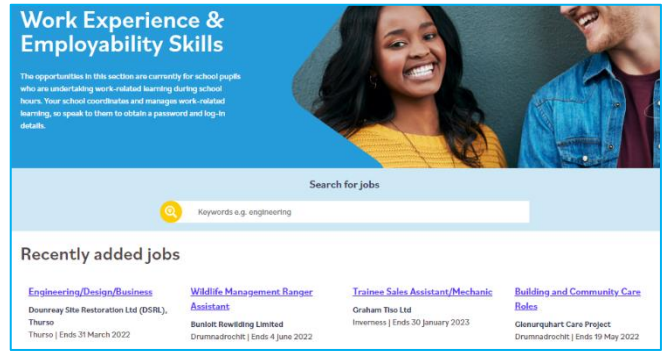 Work Experience &
Employability Skills
The opportunities in this section are currently for school pupils
who are undertaking work-related learning during school
hours. Your school coordinates and manages work-related
learning, so speak to them to obtain a password and log-in
details.
Search for jobs
Keywords e.g. engineering
Recently added jobs
Engineering/Design/Business
Dounreay Site Restoration Ltd (DSRL),
Thurso
Thurso | Ends 31 March 2022
Wildlife Management Ranger
Assistant
Bunloit Rewilding Limited
Drumnadrochit | Ends 4 June 2022
Trainee Sales Assistant/Mechanic
Graham Tiso Ltd
Inverness | Ends 30 January 2023
Building and Community Care
Roles
Glenurquhart Care Project
Drumnadrochit | Ends 19 May 2022